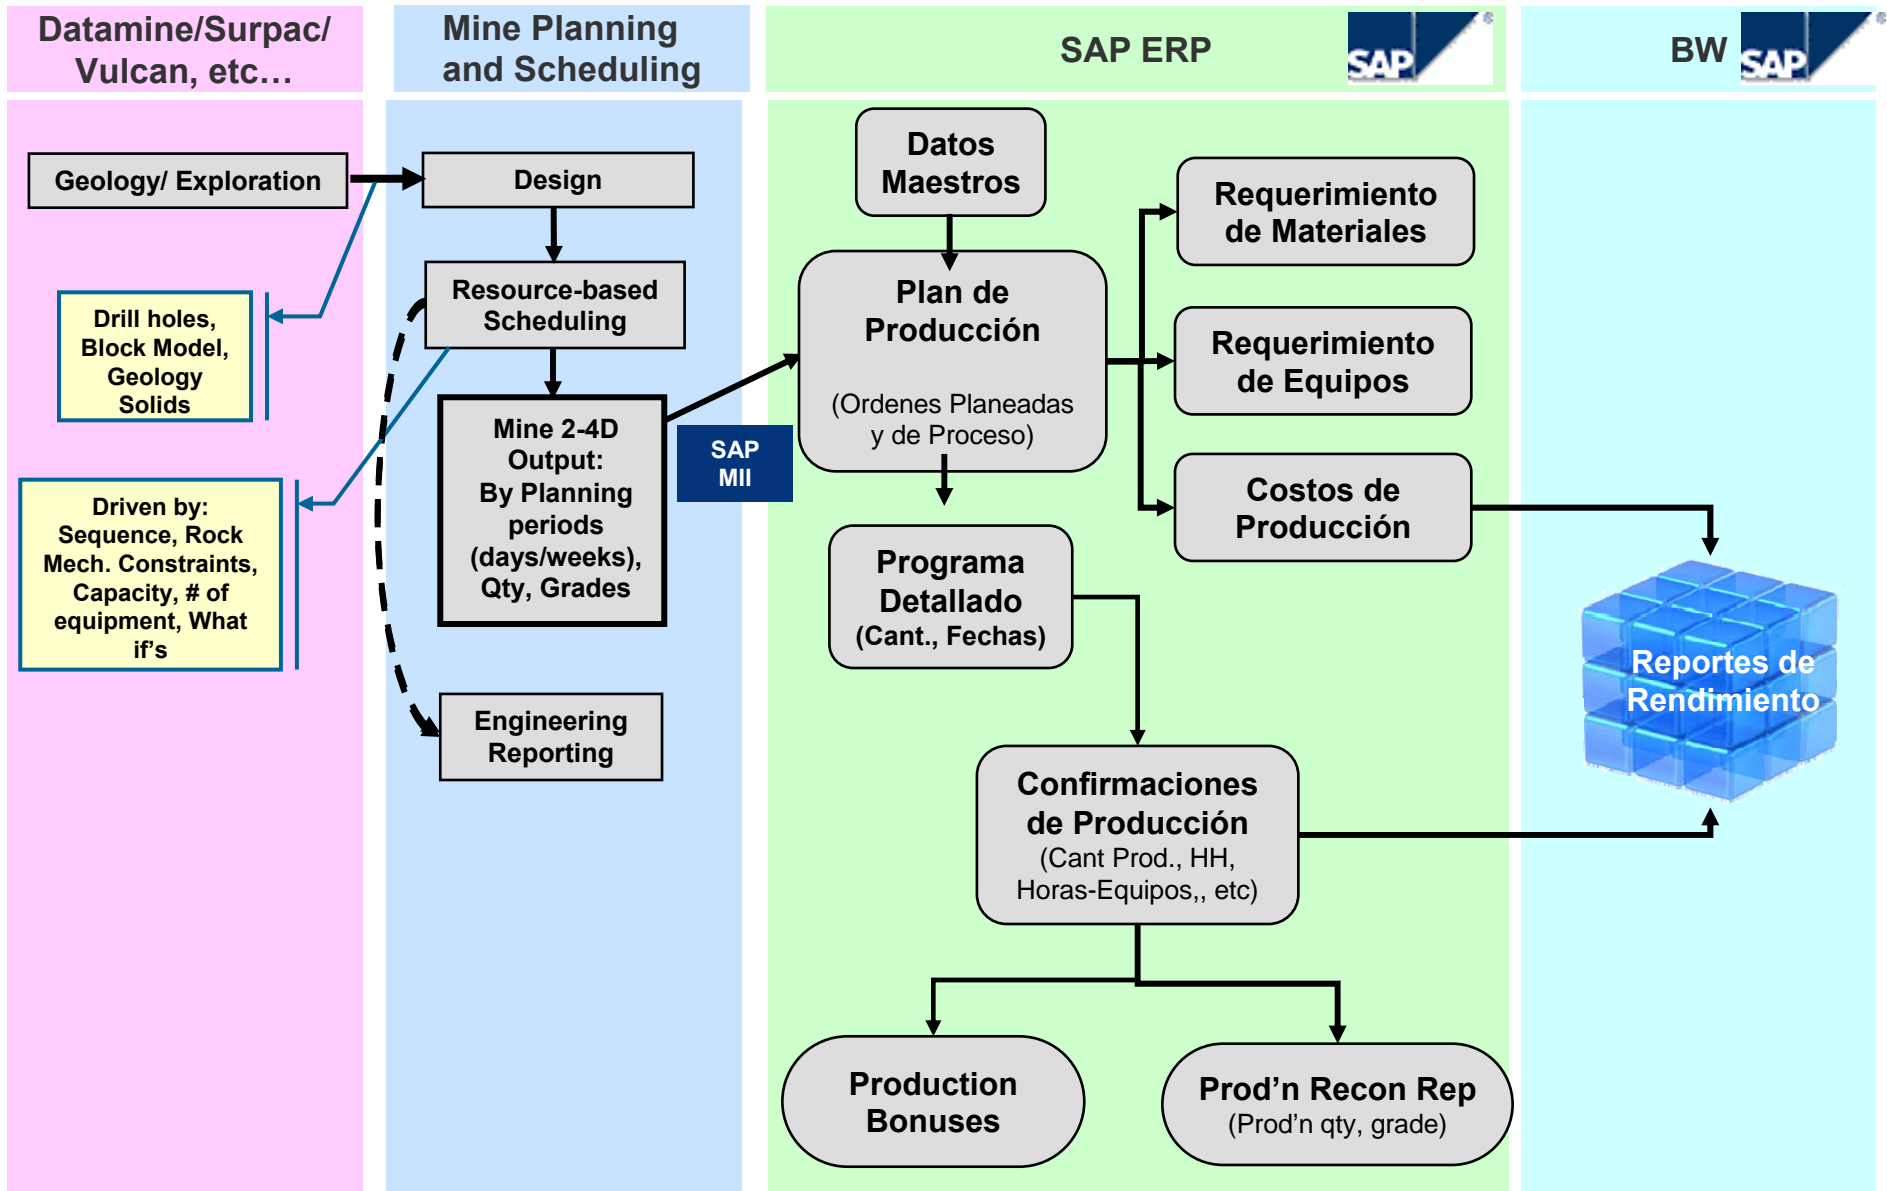 Datamine/Surpac/
Vulcan, etc…
Mine Planning
and Scheduling
SAP ERP
SAP
®
BW
SAP
®
Geology/ Exploration
Drill holes,
Block Model,
Geology
Solids
Driven by:
Sequence, Rock
Mech. Constraints,
Capacity, # of
equipment, What
if's
Design
Resource-based
Scheduling
Mine 2-4D
Output:
By Planning
periods
(days/weeks),
Qty, Grades
Engineering
Reporting
SAP
MII
Datos
Maestros
Plan de
Producción
(Ordenes Planeadas
y de Proceso)
Programa
Detallado
(Cant., Fechas)
Requerimiento
de Materiales
Requerimiento
de Equipos
Costos de
Producción
Confirmaciones
de Producción
(Cant Prod., HH,
Horas-Equipos,, etc)
Production
Bonuses
Prod’n Recon Rep
(Prod’n qty, grade)
Reportes de
Rendimiento